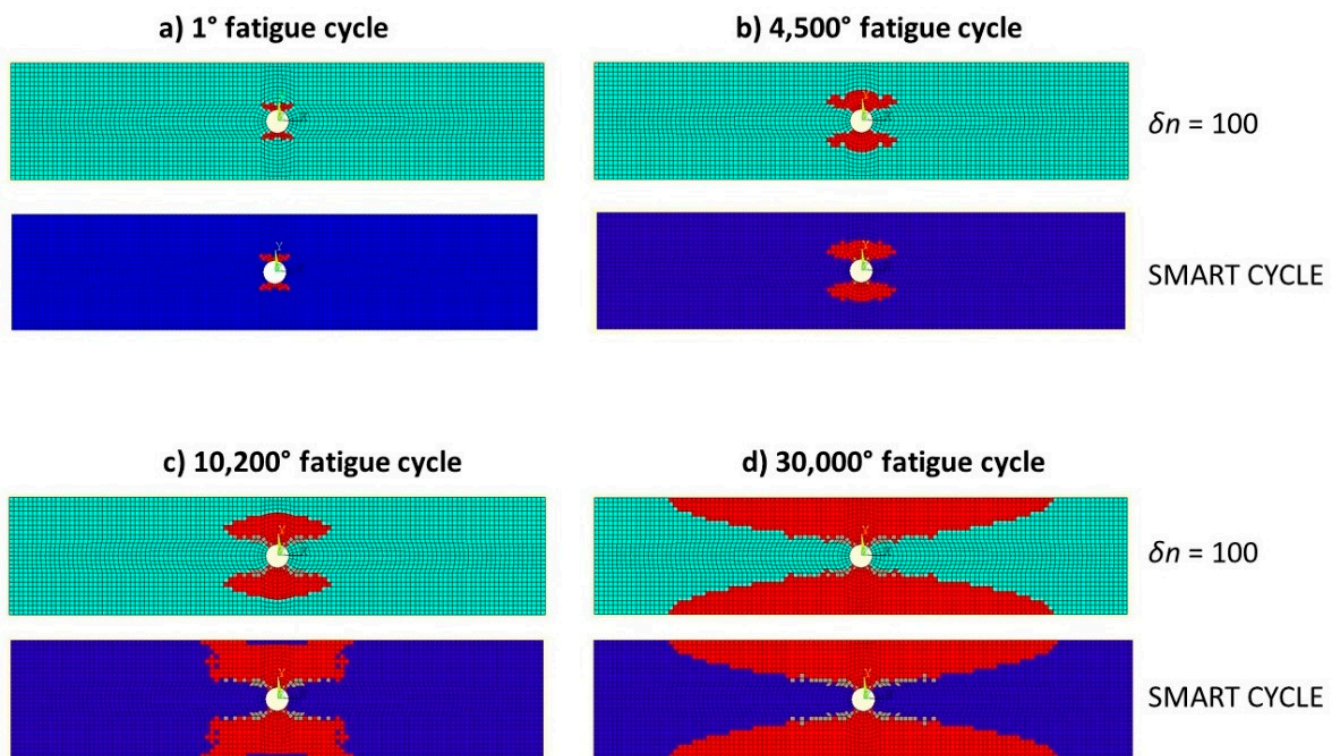 a) 1° fatigue cycle
b) 4,500° fatigue cycle
δn = 100
SMART CYCLE
c) 10,200° fatigue cycle
d) 30,000° fatigue cycle
δn = 100
SMART CYCLE